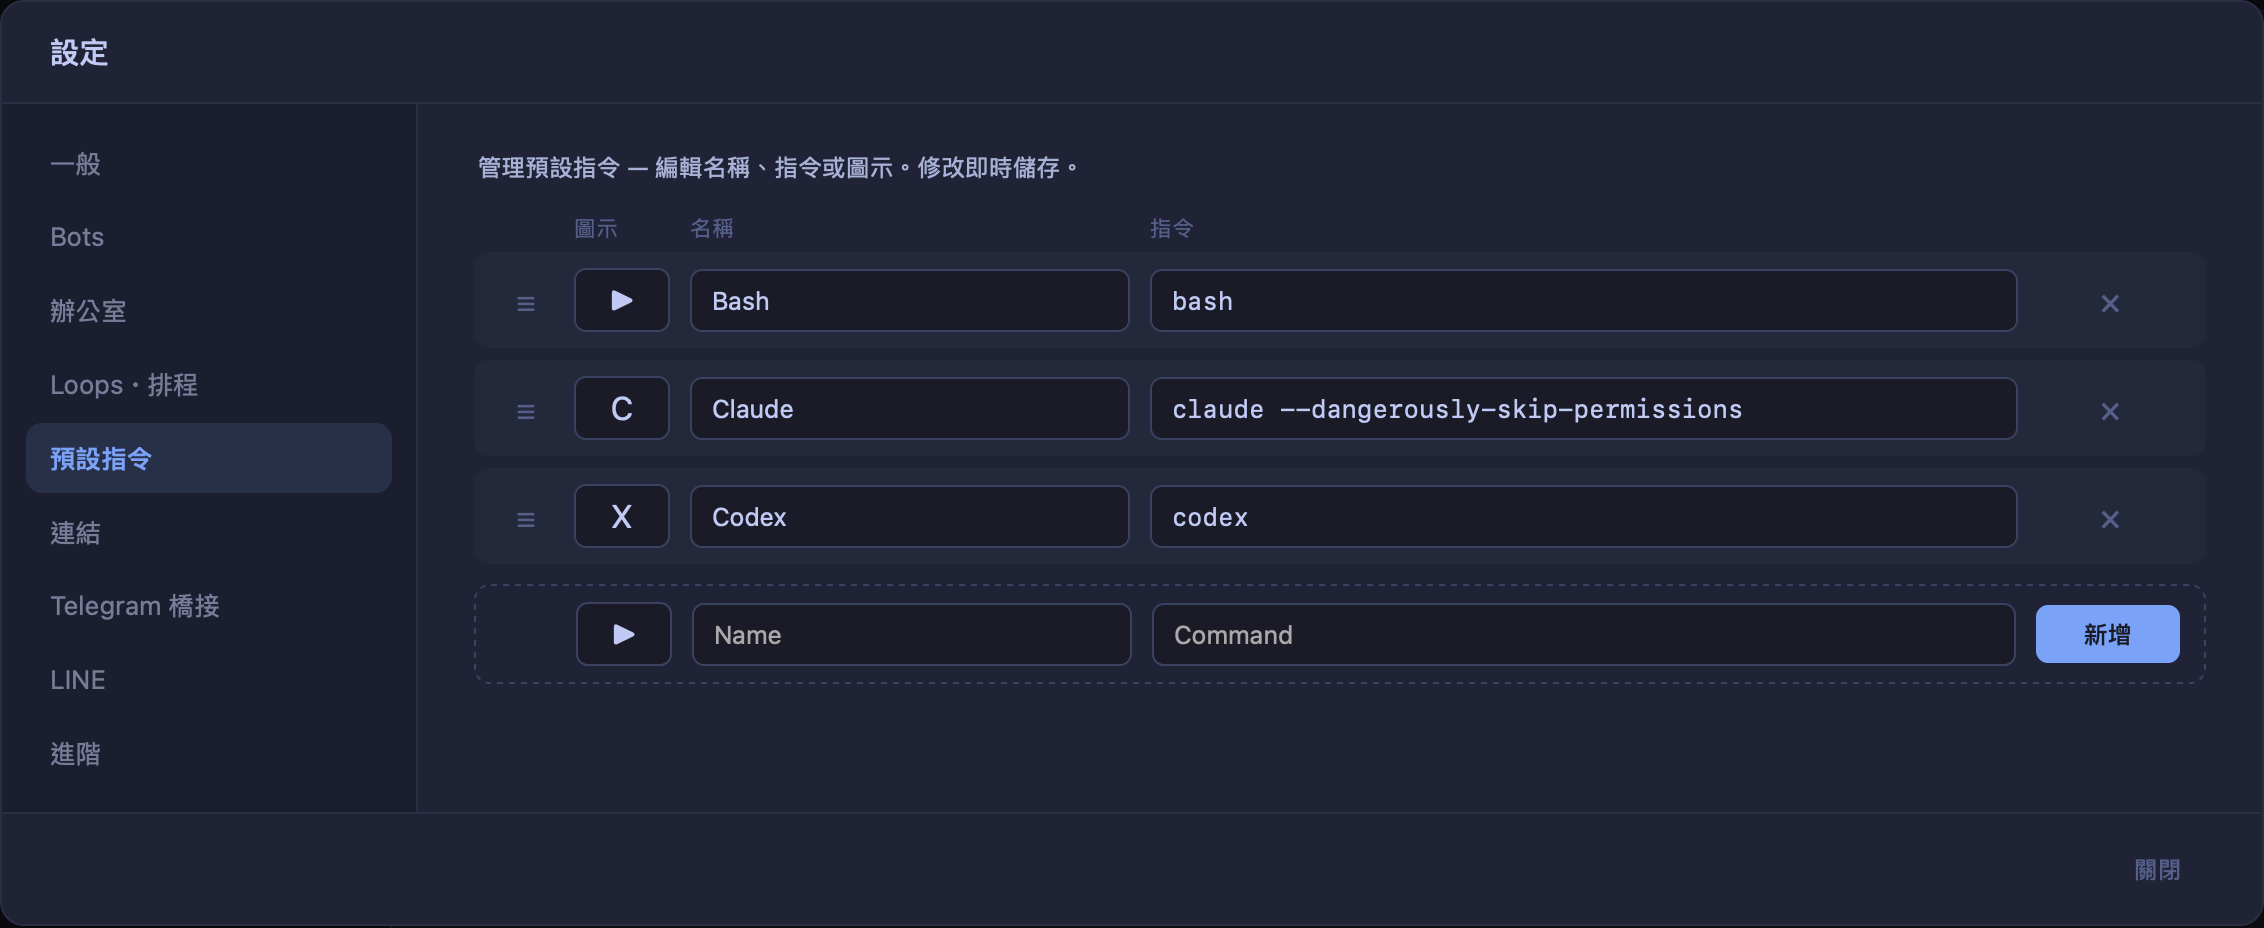 設定
一般
Bots
辦公室
Loops・排程
預設指令
連結
Telegram 橋接
LINE
進階
管理預設指令 — 編輯名稱、指令或圖示。修改即時儲存。
圖示 名稱 指令
≡ ▶ Bash bash ×
≡ C Claude claude --dangerously-skip-permissions ×
≡ X Codex codex ×
▶ Name Command 新增
關閉